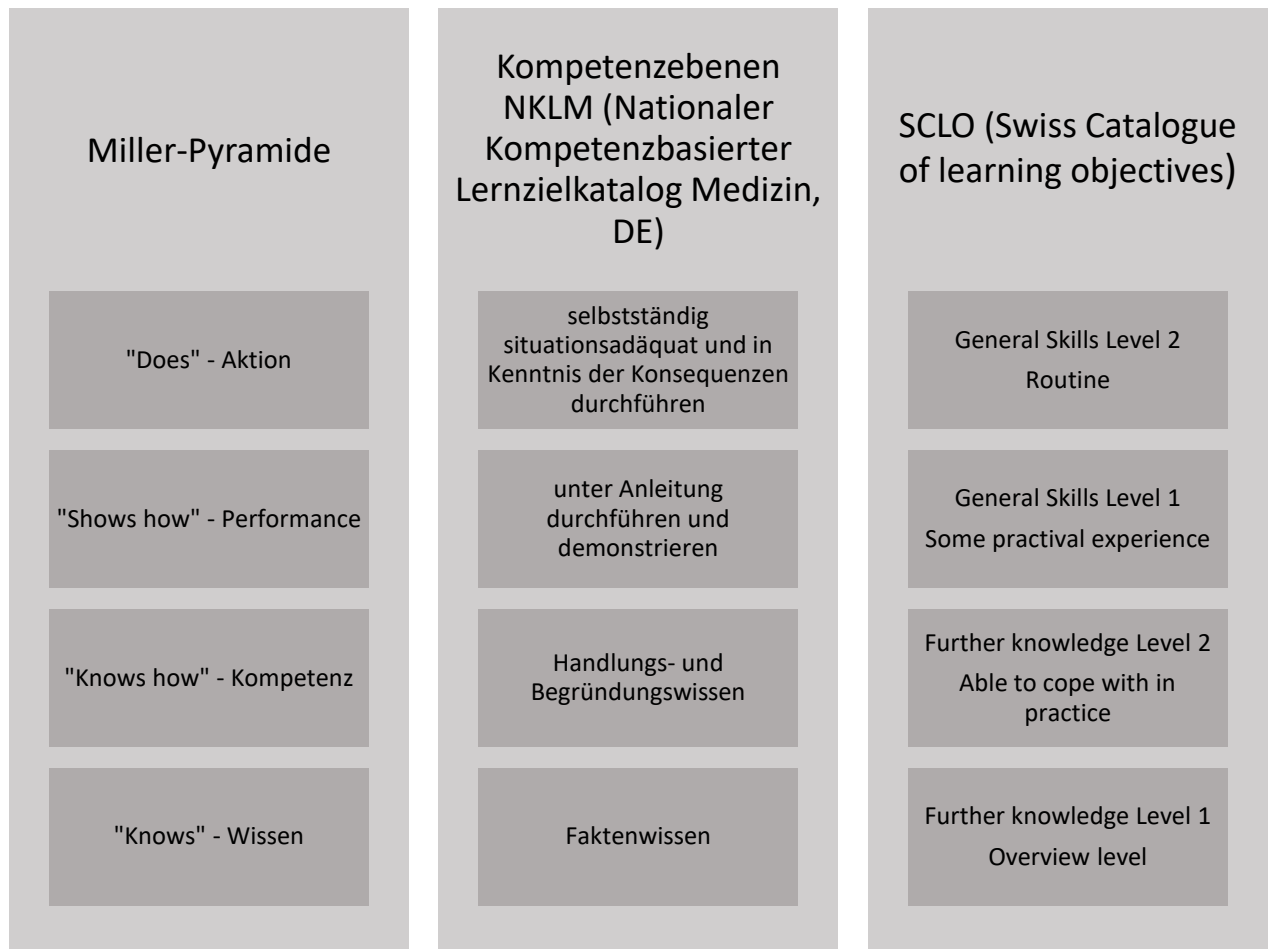 Miller-Pyramide
"Does" - Aktion
"Shows how" - Performance
"Knows how" - Kompetenz
"Knows" - Wissen
Kompetenzebenen
NKLM (Nationaler
Kompetenzbasierter
Lernzielkatalog Medizin,
DE)
selbstständig
situationsadäquat und in
Kenntnis der Konsequenzen
durchführen
unter Anleitung
durchführen und
demonstrieren
Handlungs- und
Begründungswissen
Faktenwissen
SCLO (Swiss Catalogue
of learning objectives)
General Skills Level 2
Routine
General Skills Level 1
Some practival experience
Further knowledge Level 2
Able to cope with in
practice
Further knowledge Level 1
Overview level